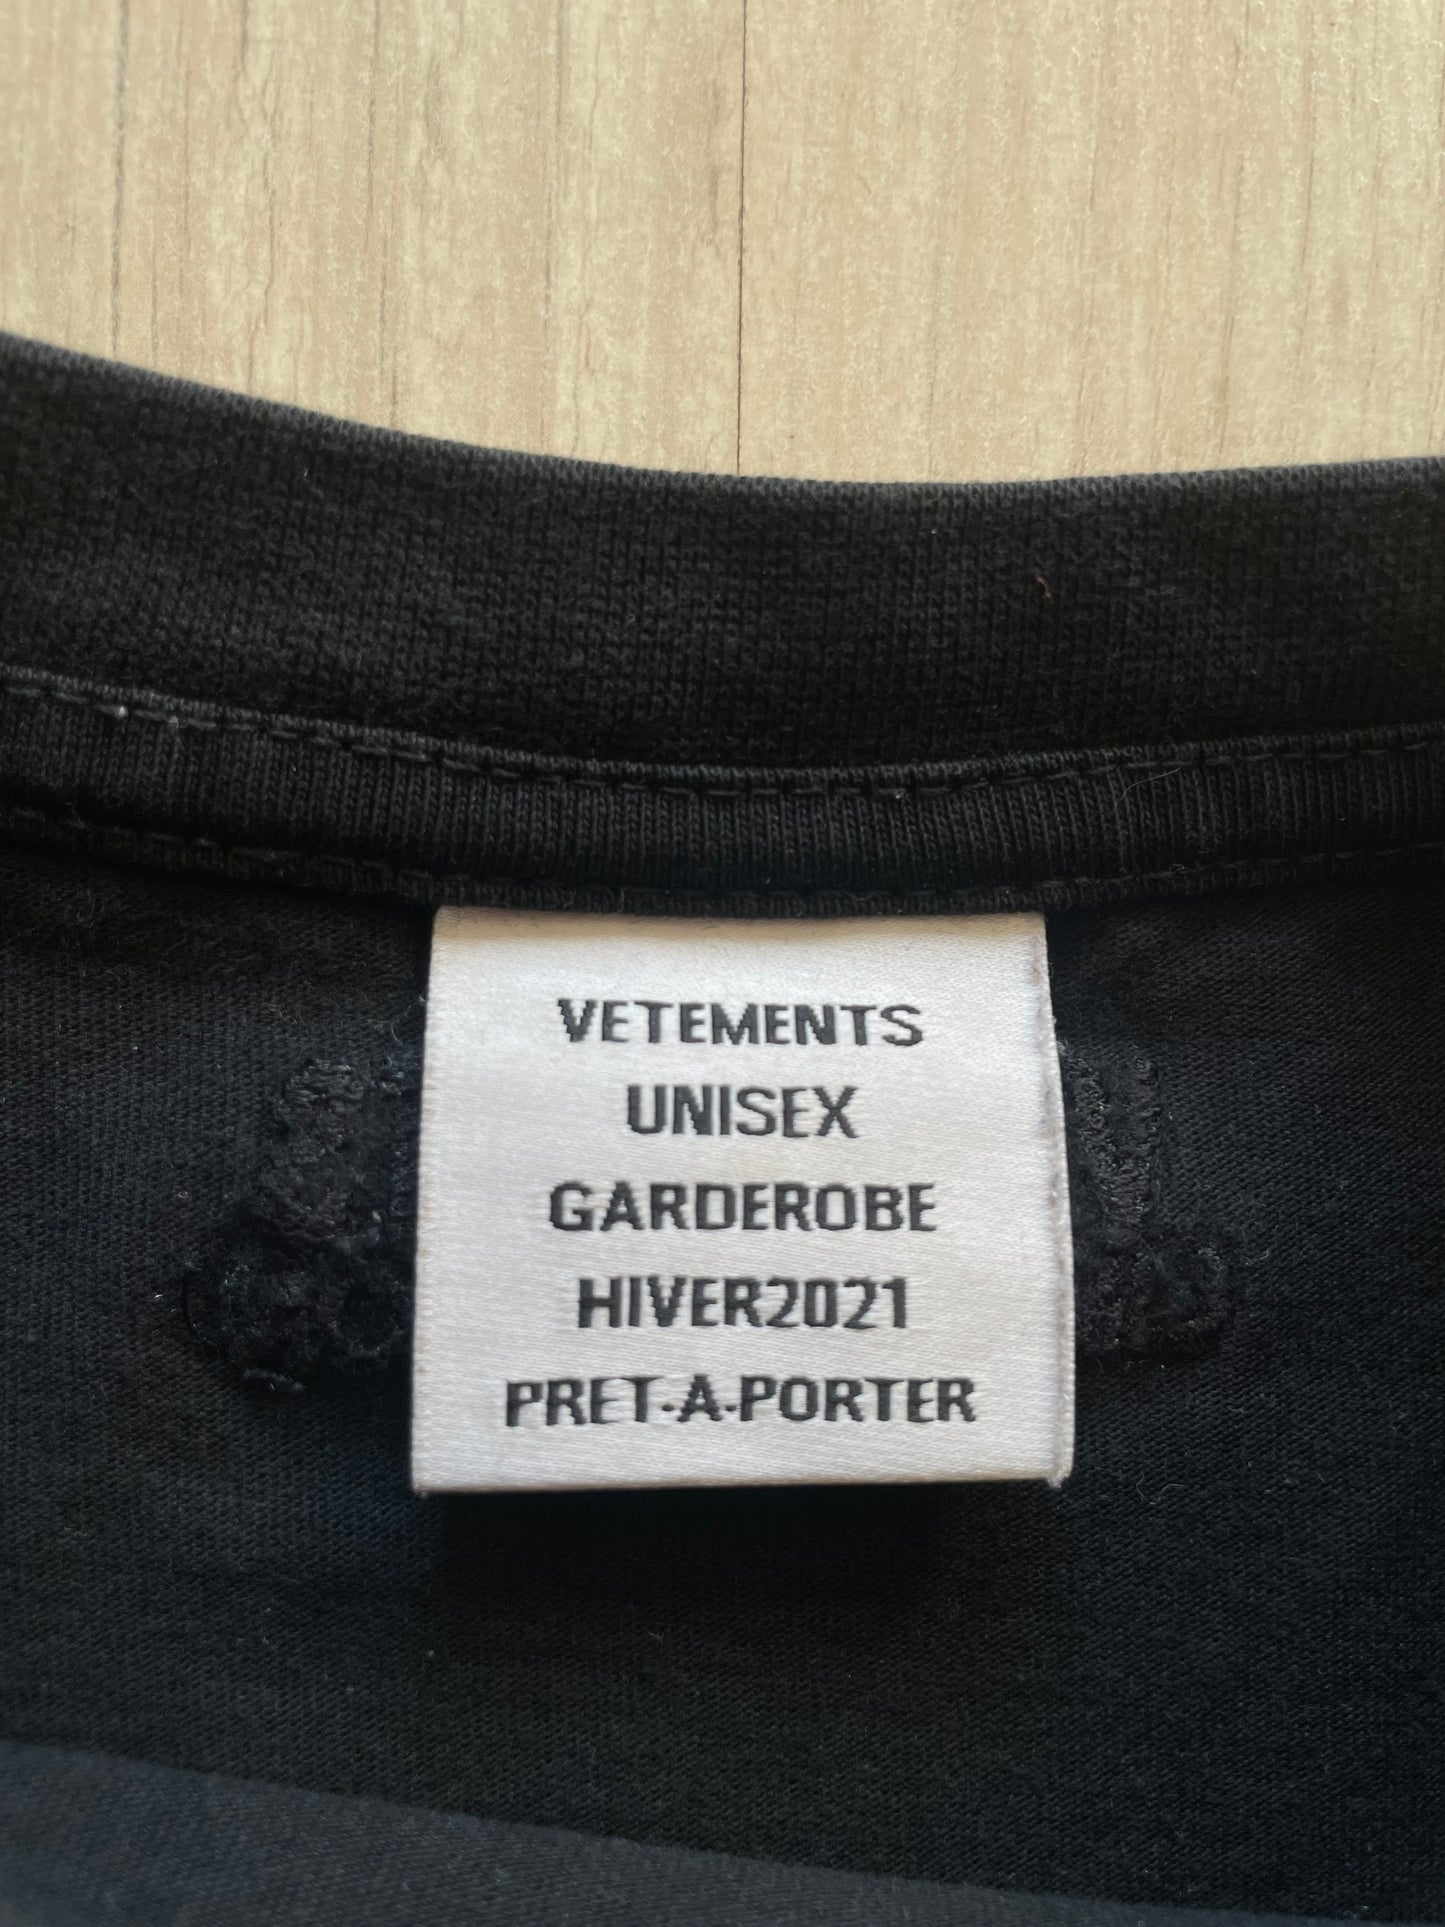 VETEMENTS
UNISEX
GARDEROBE
HIVER2021
PRET-A-PORTER